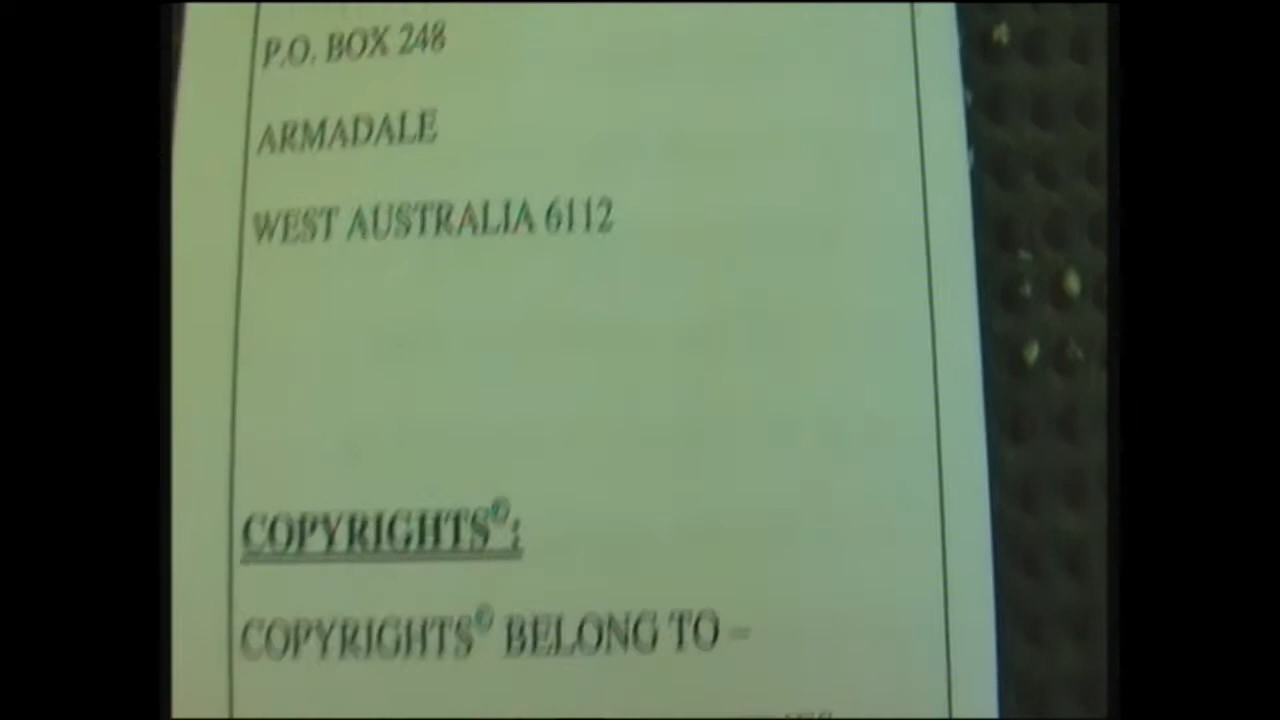 P.O. BOX 248
ARMADALE
WEST AUSTRALIA 6112
COPYRIGHTS©:
COPYRIGHTS© BELONG TO –